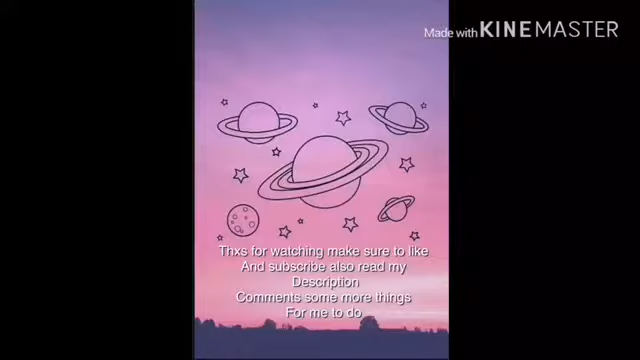 Made with KINEMASTER
Thxs for watching make sure to like
And subscribe also read my
Description
Comments some more things
For me to do